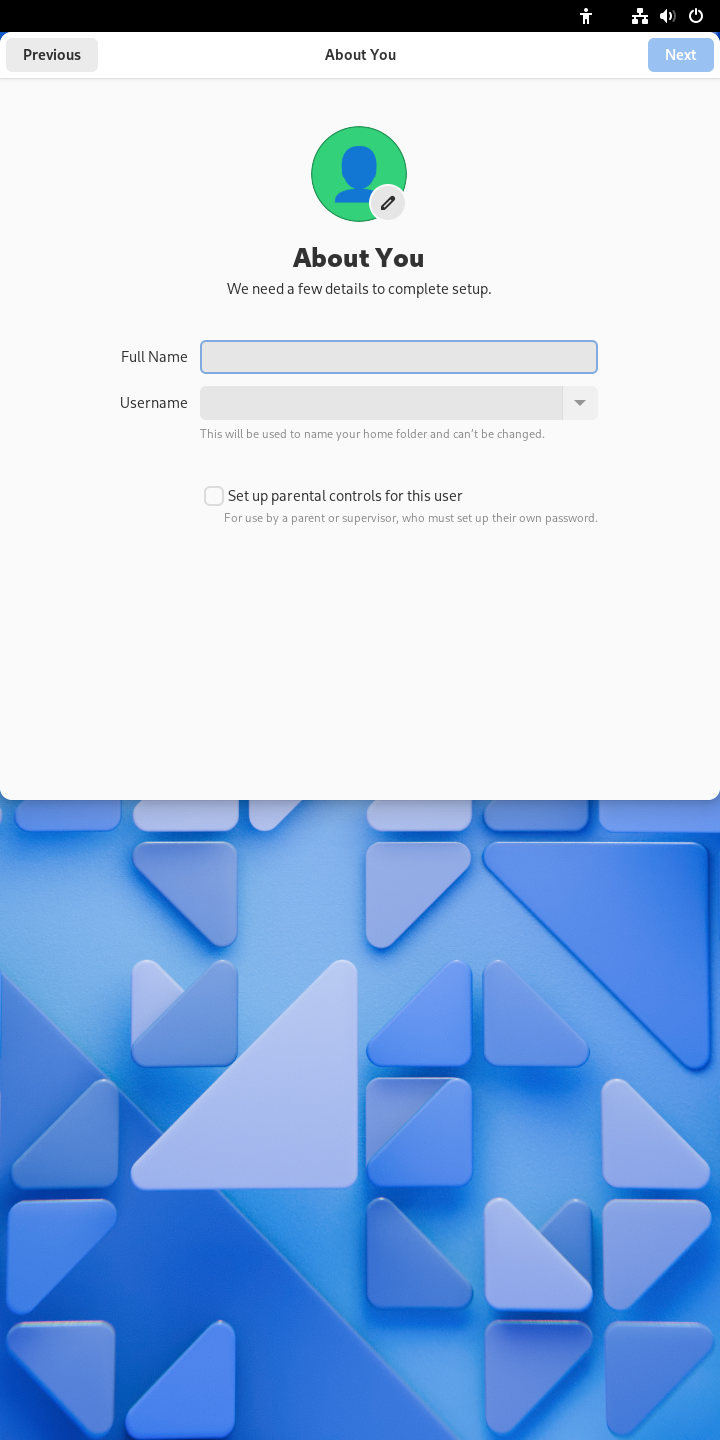 Previous
About You
Next
About You
We need a few details to complete setup.
Full Name
Username
This will be used to name your home folder and can’t be changed.
Set up parental controls for this user
For use by a parent or supervisor, who must set up their own password.